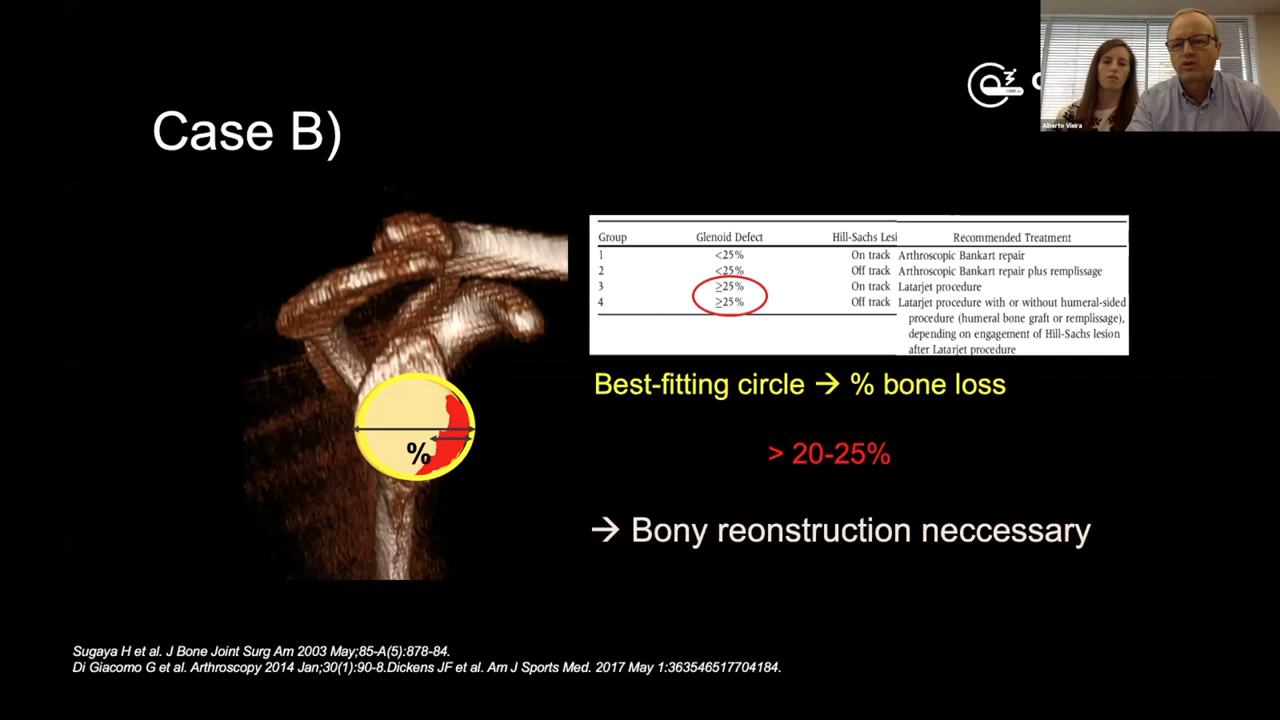 Case B)
Alberto Vieira
Group Glenoid Defect Hill-Sachs Lesi Recommended Treatment
1 <25% On track Arthroscopic Bankart repair
2 <25% Off track Arthroscopic Bankart repair plus remplissage
3 ≥25% On track Latarjet procedure
4 ≥25% Off track Latarjet procedure with or without humeral-sided
procedure (humeral bone graft or remplissage),
depending on engagement of Hill-Sachs lesion
after Latarjet procedure
Best-fitting circle → % bone loss
%
> 20-25%
→ Bony reonstruction neccessary
Sugaya H et al. J Bone Joint Surg Am 2003 May;85-A(5):878-84.
Di Giacomo G et al. Arthroscopy 2014 Jan;30(1):90-8.Dickens JF et al. Am J Sports Med. 2017 May 1:363546517704184.